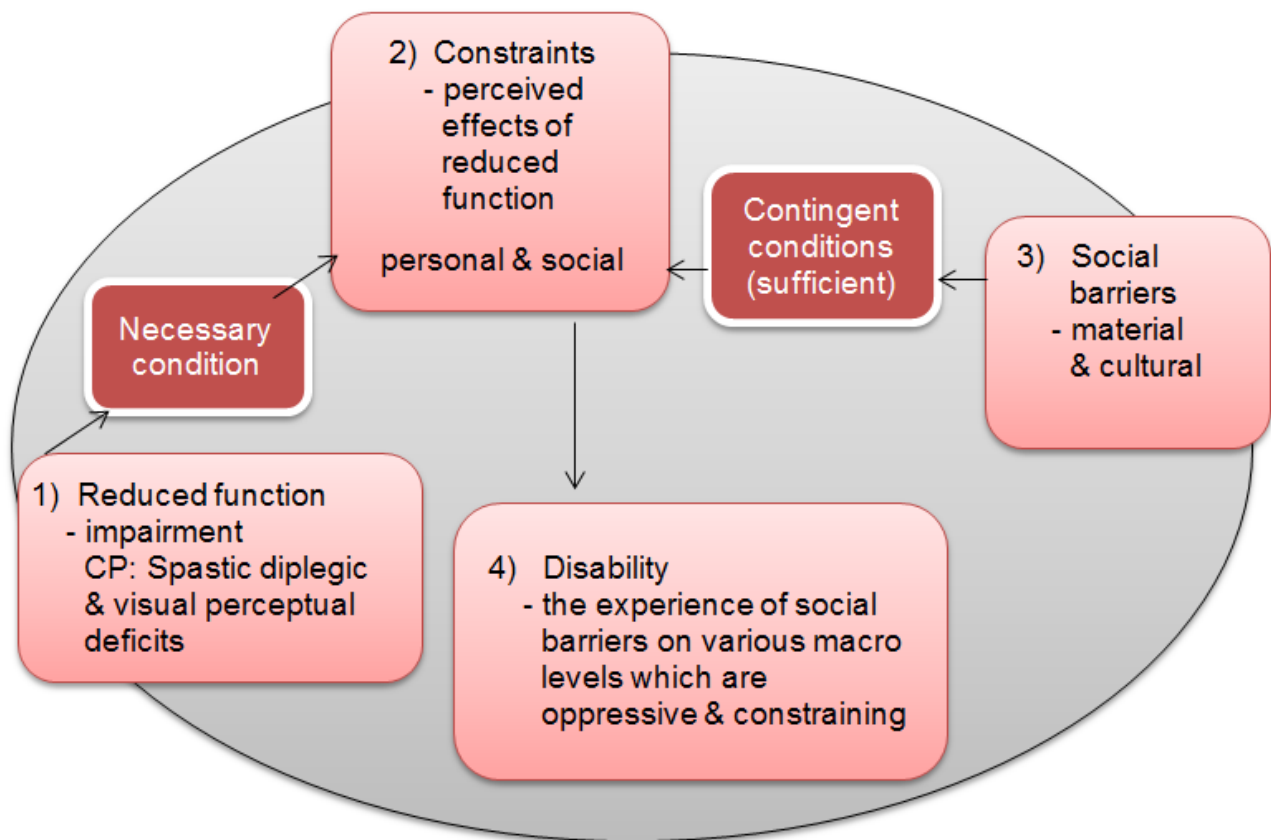 2) Constraints
- perceived
effects of
reduced
function
personal & social
Contingent
conditions
(sufficient)
3) Social
barriers
- material
& cultural
Necessary
condition
1) Reduced function
- impairment
CP: Spastic diplegic
& visual perceptual
deficits
4) Disability
- the experience of social
barriers on various macro
levels which are
oppressive & constraining